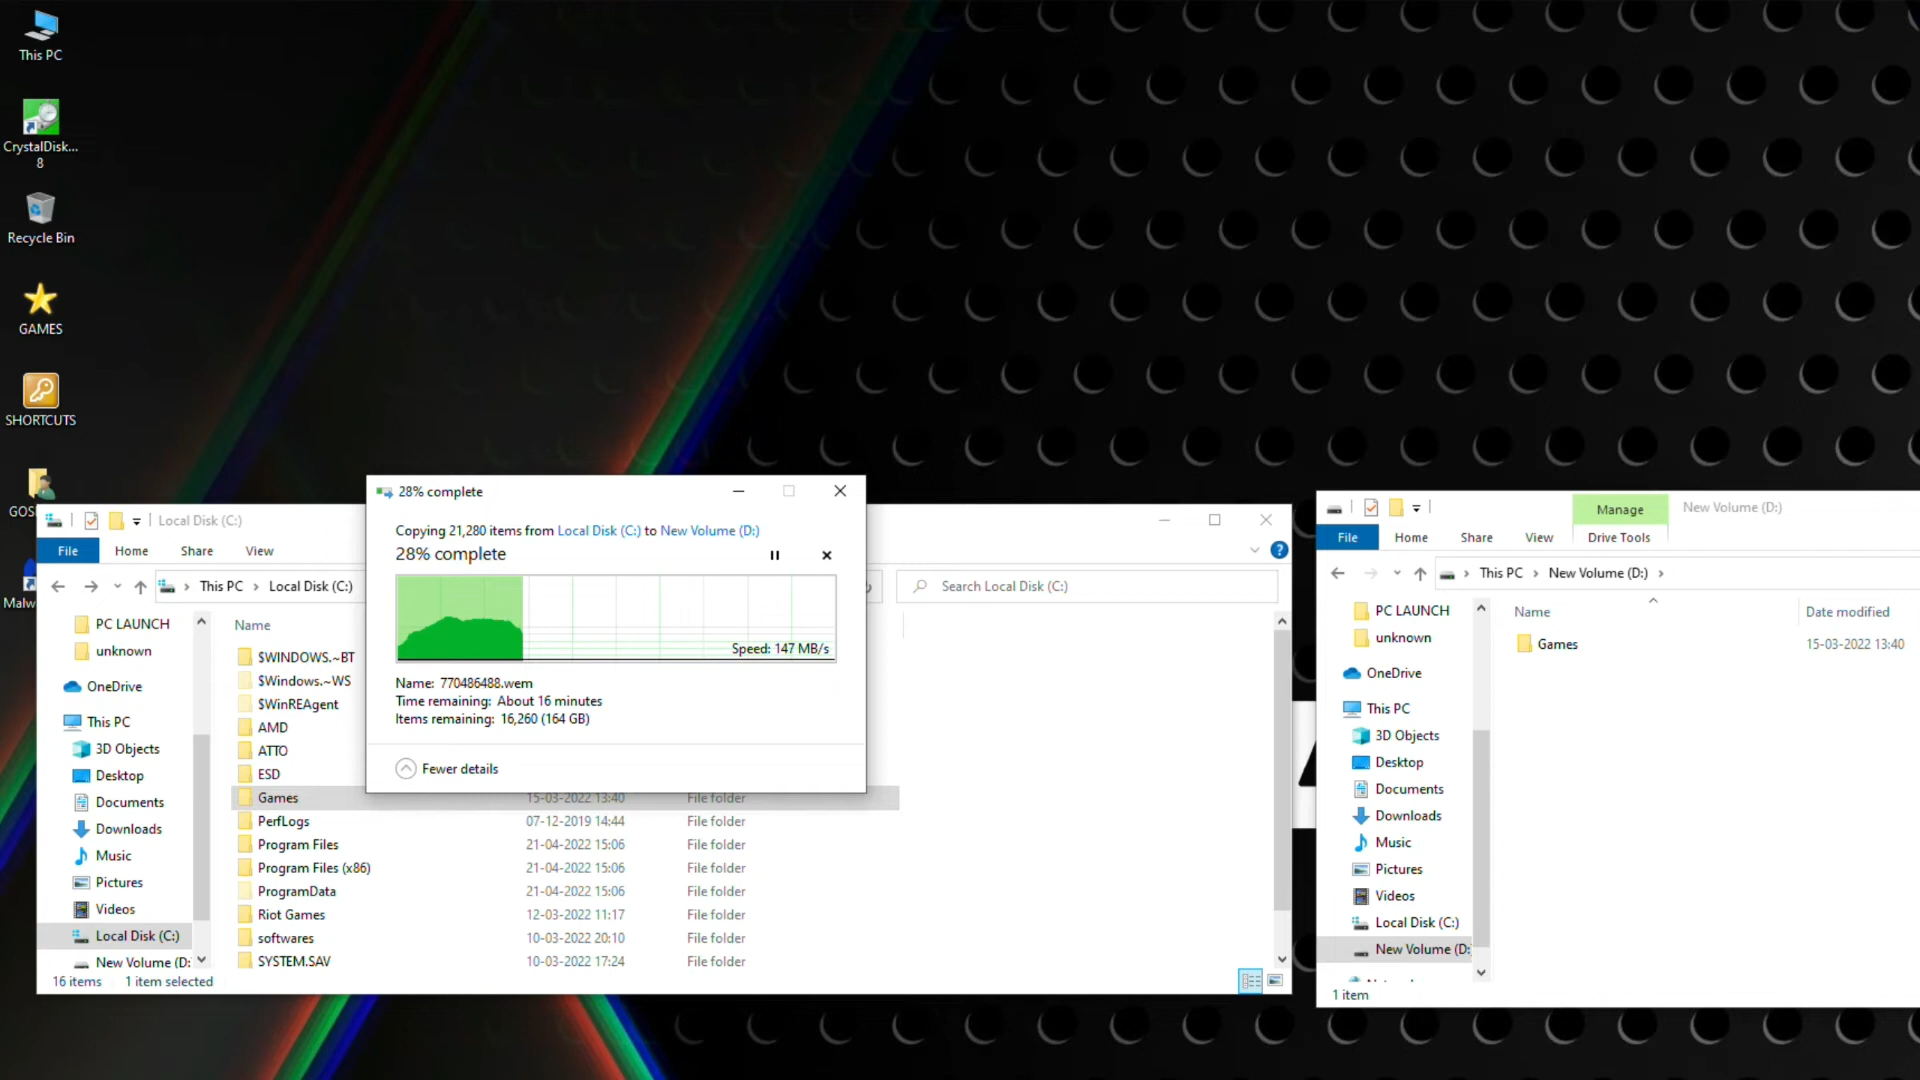 This PC
CrystalDisk...
8
Recycle Bin
GAMES
SHORTCUTS
GOS
Malw
Local Disk (C:)
File
Home
Share
View
This PC
Local Disk (C:)
Search Local Disk (C:)
PC LAUNCH
unknown
OneDrive
This PC
3D Objects
Desktop
Documents
Downloads
Music
Pictures
Videos
Local Disk (C:)
New Volume (D:
Name
$WINDOWS.~BT
$Windows.~WS
$WinREAgent
AMD
ATTO
ESD
Games 15-03-2022 13:40 File folder
PerfLogs 07-12-2019 14:44 File folder
Program Files 21-04-2022 15:06 File folder
Program Files (x86) 21-04-2022 15:06 File folder
ProgramData 21-04-2022 15:06 File folder
Riot Games 12-03-2022 11:17 File folder
softwares 10-03-2022 20:10 File folder
SYSTEM.SAV 10-03-2022 17:24 File folder
16 items 1 item selected
28% complete
Copying 21,280 items from Local Disk (C:) to New Volume (D:)
28% complete
Speed: 147 MB/s
Name: 770486488.wem
Time remaining: About 16 minutes
Items remaining: 16,260 (164 GB)
Fewer details
Manage
New Volume (D:)
File
Home
Share
View
Drive Tools
This PC
New Volume (D:)
PC LAUNCH
unknown
OneDrive
This PC
3D Objects
Desktop
Documents
Downloads
Music
Pictures
Videos
Local Disk (C:)
New Volume (D:
Name
Date modified
Games
15-03-2022 13:40
1 item